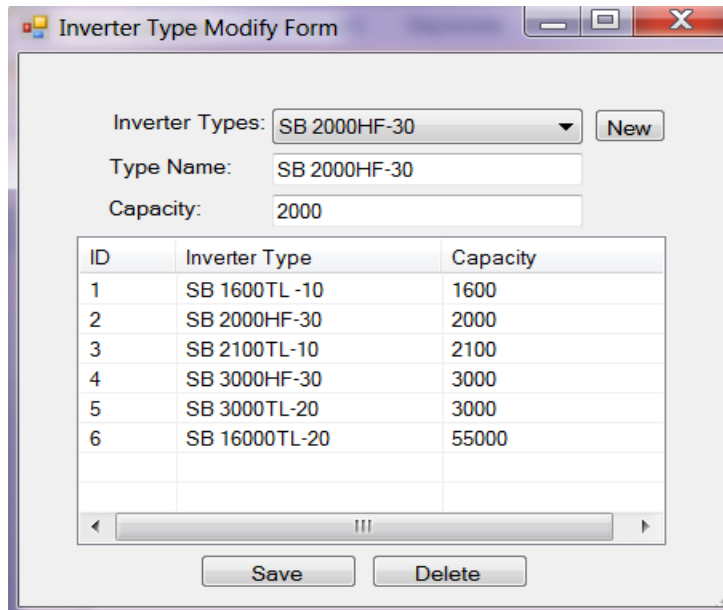 Inverter Type Modify Form
Inverter Types: SB 2000HF-30 New
Type Name: SB 2000HF-30
Capacity: 2000
ID Inverter Type Capacity
1 SB 1600TL -10 1600
2 SB 2000HF-30 2000
3 SB 2100TL-10 2100
4 SB 3000HF-30 3000
5 SB 3000TL-20 3000
6 SB 16000TL-20 55000
Save Delete